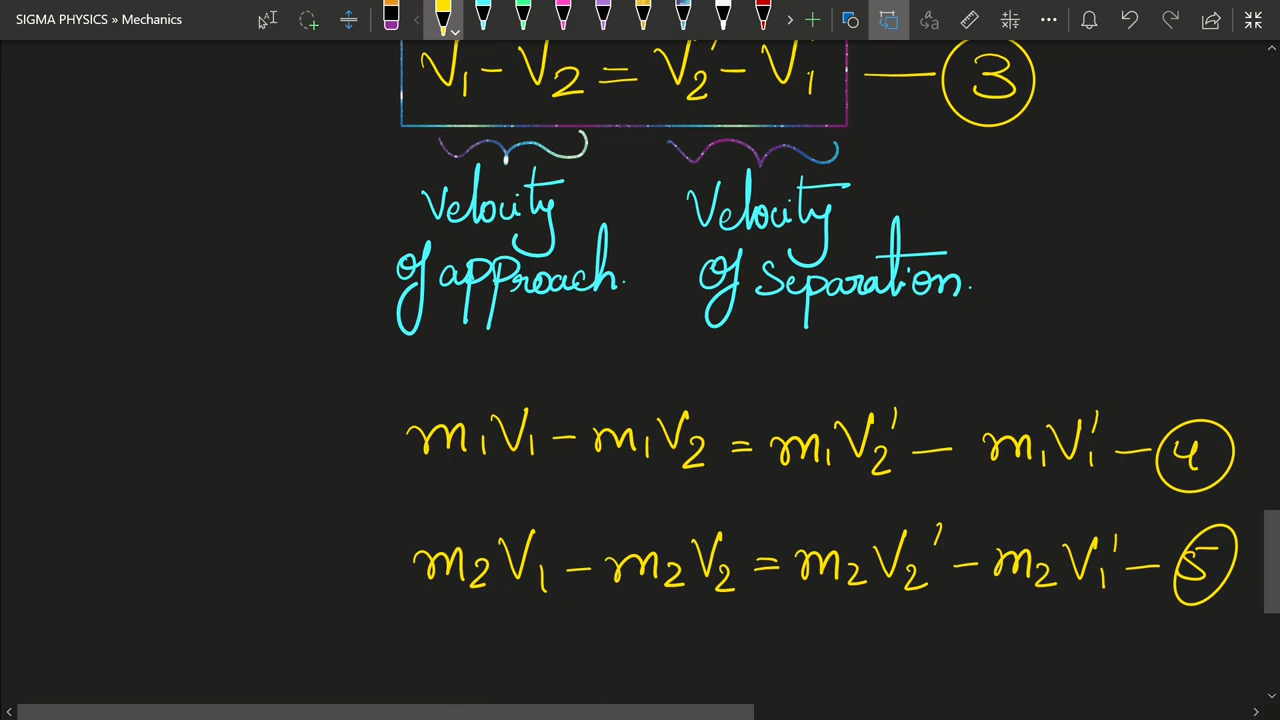 SIGMA PHYSICS » Mechanics
V₁ - V₂ = V₂' - V₁' — 3
Velocity of approach.
Velocity of separation.
m₁V₁ - m₁V₂ = m₁V₂' - m₁V₁' - 4
m₂V₁ - m₂V₂ = m₂V₂' - m₂V₁' - 5